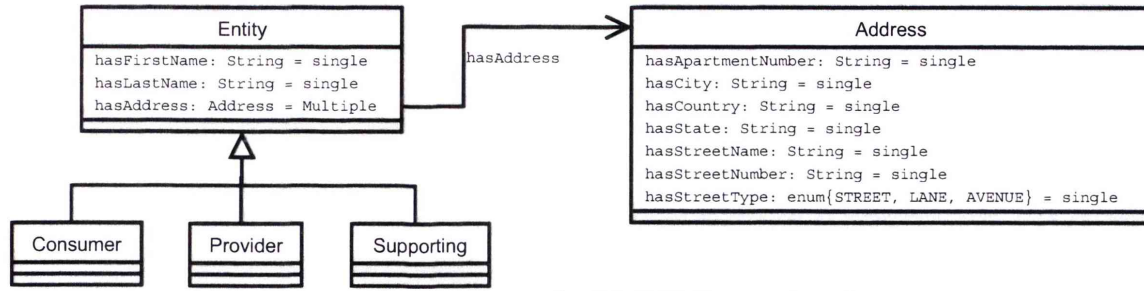 Entity
hasFirstName: String = single
hasLastName: String = single
hasAddress: Address = Multiple
hasAddress
Address
hasApartmentNumber: String = single
hasCity: String = single
hasCountry: String = single
hasState: String = single
hasStreetName: String = single
hasStreetNumber: String = single
hasStreetType: enum{STREET, LANE, AVENUE} = single
Consumer
Provider
Supporting